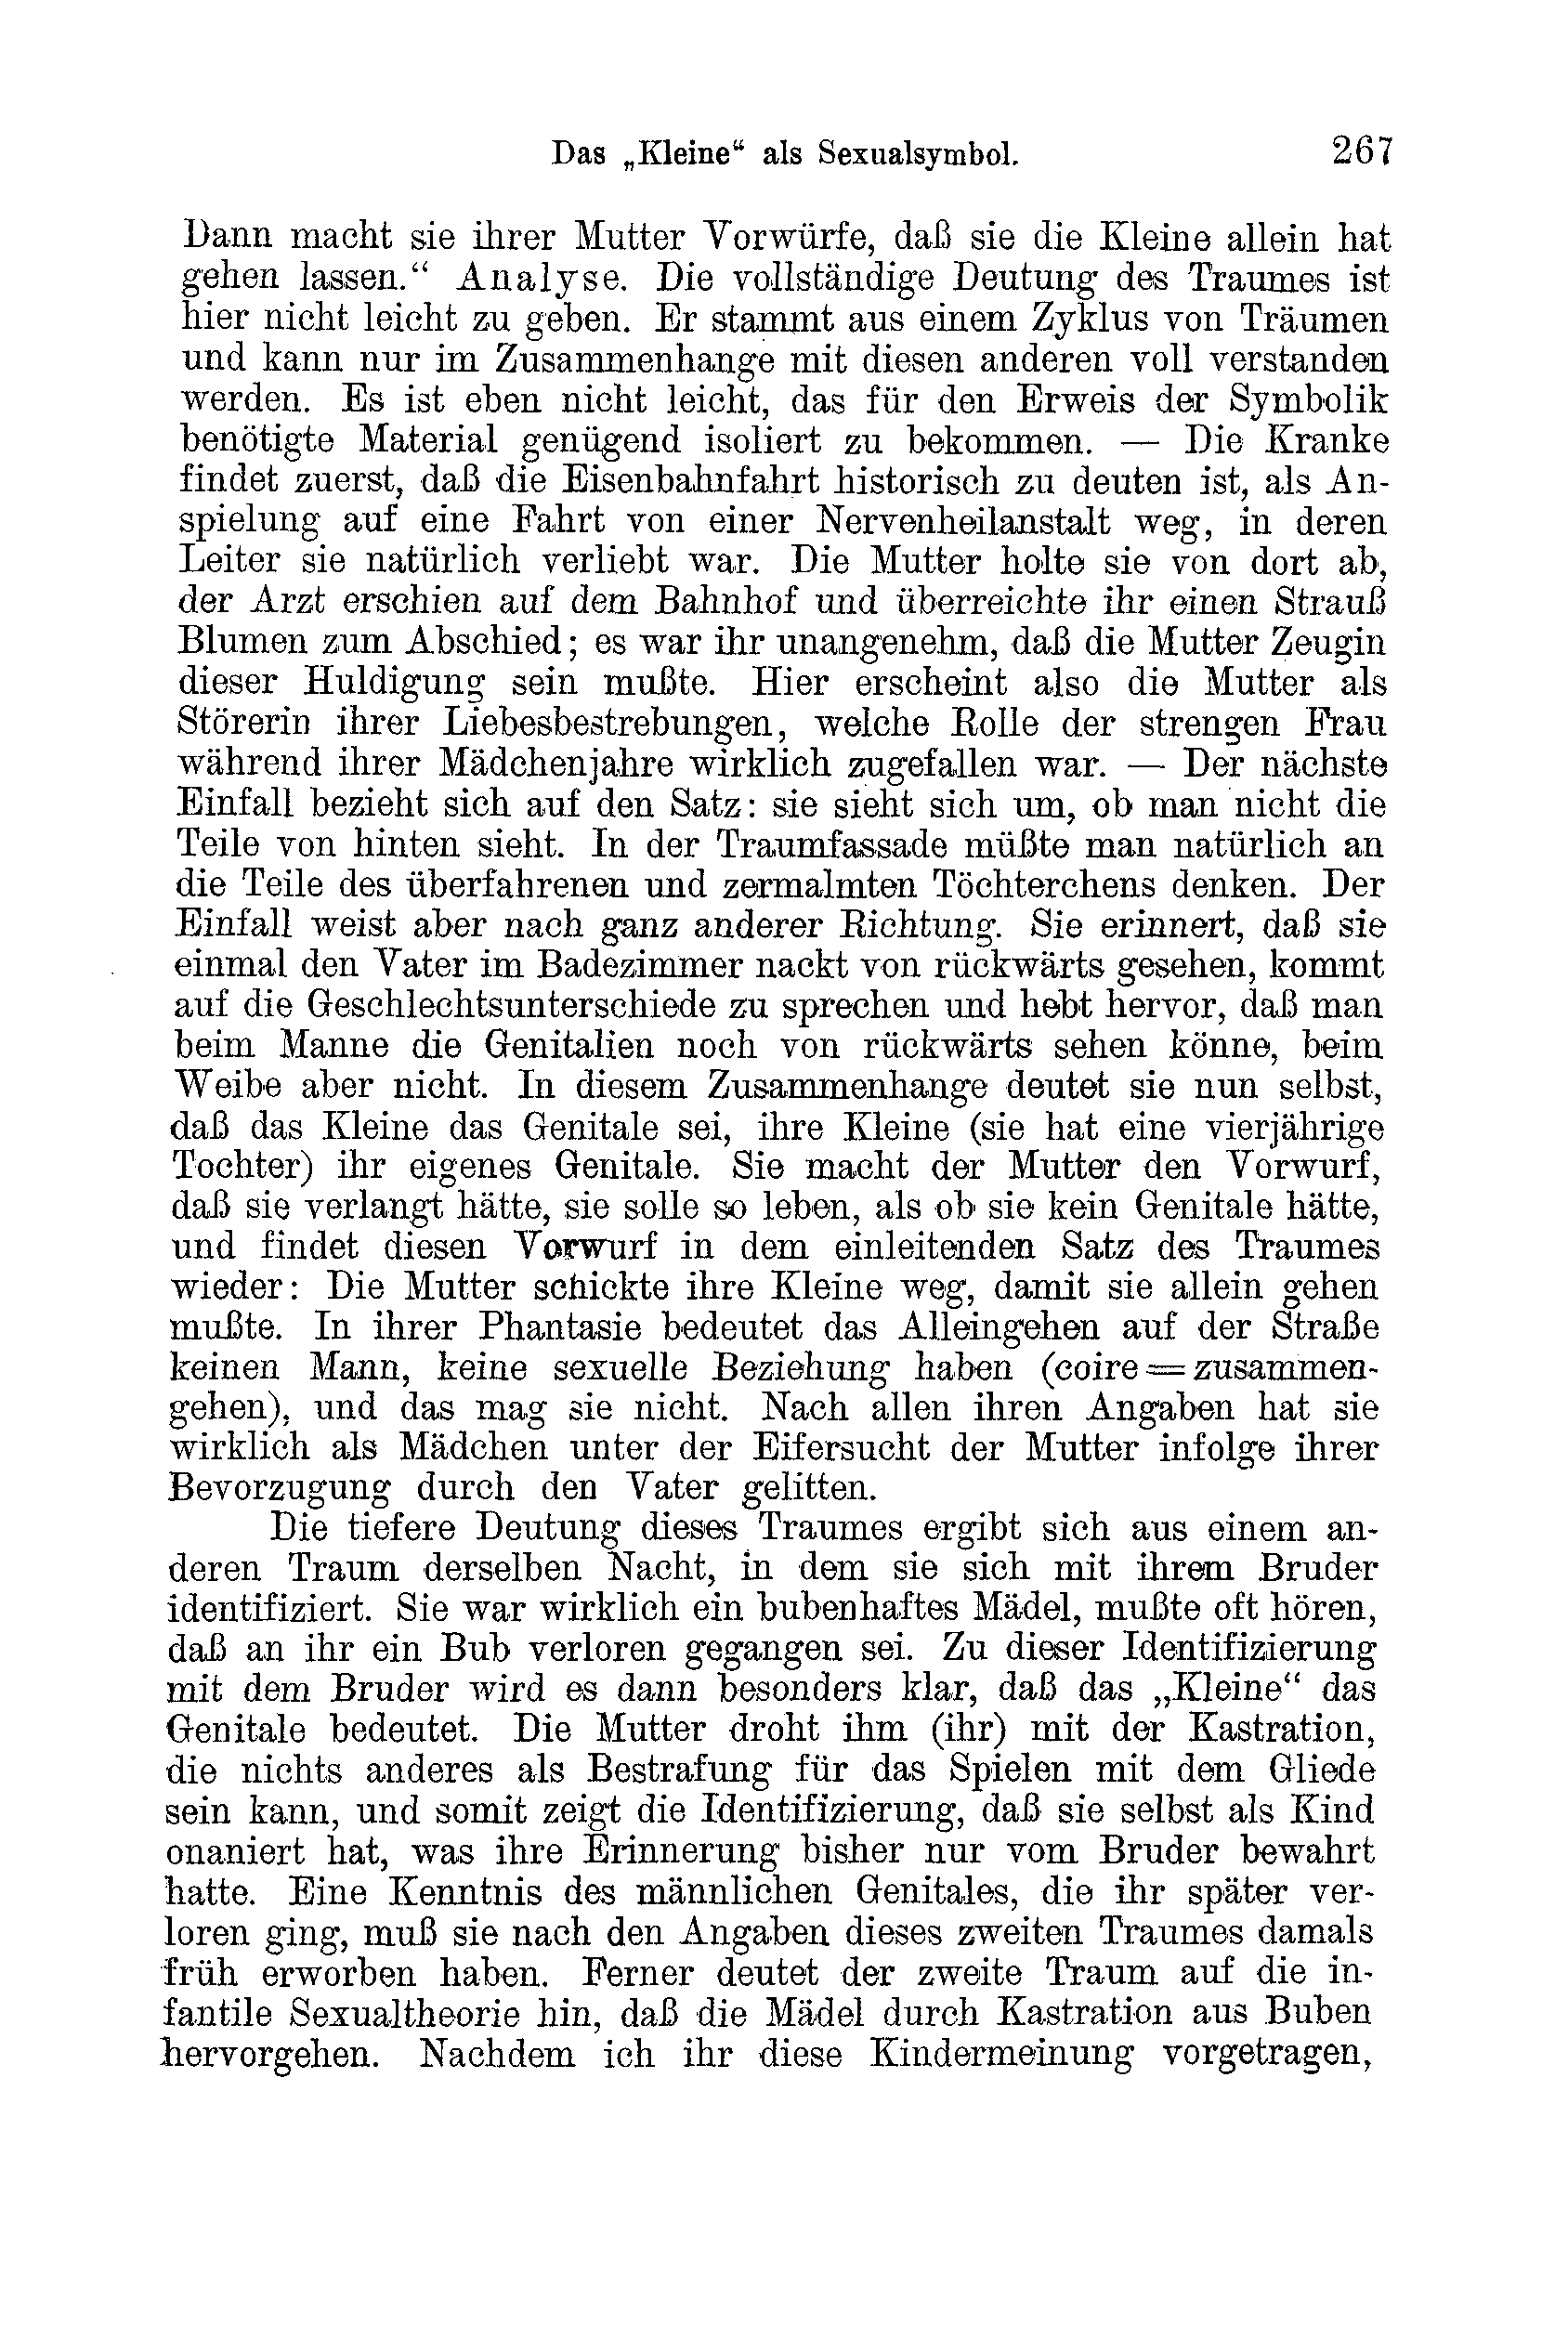 Das „Kleine“ als Sexualsymbol. 267
Dann macht sie ihrer Mutter Vorwürfe, daß sie die Kleine allein hat
gehen lassen.“ Analyse. Die vollständige Deutung des Traumes ist
hier nicht leicht zu geben. Er stammt aus einem Zyklus von Träumen
und kann nur im Zusammenhange mit diesen anderen voll verstanden
werden. Es ist eben nicht leicht, das für den Erweis der Symbolik
benötigte Material genügend isoliert zu bekommen. — Die Kranke
findet zuerst, daß die Eisenbahnfahrt historisch zu deuten ist, als An-
spielung auf eine Fahrt von einer Nervenheilanstalt weg, in deren
Leiter sie natürlich verliebt war. Die Mutter holte sie von dort ab,
der Arzt erschien auf dem Bahnhof und überreichte ihr einen Strauß
Blumen zum Abschied; es war ihr unangenehm, daß die Mutter Zeugin
dieser Huldigung sein mußte. Hier erscheint also die Mutter als
Störerin ihrer Liebesbestrebungen, welche Rolle der strengen Frau
während ihrer Mädchenjahre wirklich zugefallen war. — Der nächste
Einfall bezieht sich auf den Satz: sie sieht sich um, ob man nicht die
Teile von hinten sieht. In der Traumfassade müßte man natürlich an
die Teile des überfahrenen und zermalmten Töchterchens denken. Der
Einfall weist aber nach ganz anderer Richtung. Sie erinnert, daß sie
einmal den Vater im Badezimmer nackt von rückwärts gesehen, kommt
auf die Geschlechtsunterschiede zu sprechen und hebt hervor, daß man
beim Manne die Genitalien noch von rückwärts sehen könne, beim
Weibe aber nicht. In diesem Zusammenhange deutet sie nun selbst,
daß das Kleine das Genitale sei, ihre Kleine (sie hat eine vierjährige
Tochter) ihr eigenes Genitale. Sie macht der Mutter den Vorwurf,
daß sie verlangt hätte, sie solle so leben, als ob sie kein Genitale hätte,
und findet diesen Vorwurf in dem einleitenden Satz des Traumes
wieder: Die Mutter schickte ihre Kleine weg, damit sie allein gehen
mußte. In ihrer Phantasie bedeutet das Alleingehen auf der Straße
keinen Mann, keine sexuelle Beziehung haben (coire = zusammen-
gehen), und das mag sie nicht. Nach allen ihren Angaben hat sie
wirklich als Mädchen unter der Eifersucht der Mutter infolge ihrer
Bevorzugung durch den Vater gelitten.
Die tiefere Deutung dieses Traumes ergibt sich aus einem an-
deren Traum derselben Nacht, in dem sie sich mit ihrem Bruder
identifiziert. Sie war wirklich ein bubenhaftes Mädel, mußte oft hören,
daß an ihr ein Bub verloren gegangen sei. Zu dieser Identifizierung
mit dem Bruder wird es dann besonders klar, daß das „Kleine“ das
Genitale bedeutet. Die Mutter droht ihm (ihr) mit der Kastration,
die nichts anderes als Bestrafung für das Spielen mit dem Gliede
sein kann, und somit zeigt die Identifizierung, daß sie selbst als Kind
onaniert hat, was ihre Erinnerung bisher nur vom Bruder bewahrt
hatte. Eine Kenntnis des männlichen Genitales, die ihr später ver-
loren ging, muß sie nach den Angaben dieses zweiten Traumes damals
früh erworben haben. Ferner deutet der zweite Traum auf die in-
fantile Sexualtheorie hin, daß die Mädel durch Kastration aus Buben
hervorgehen. Nachdem ich ihr diese Kindermeinung vorgetragen,